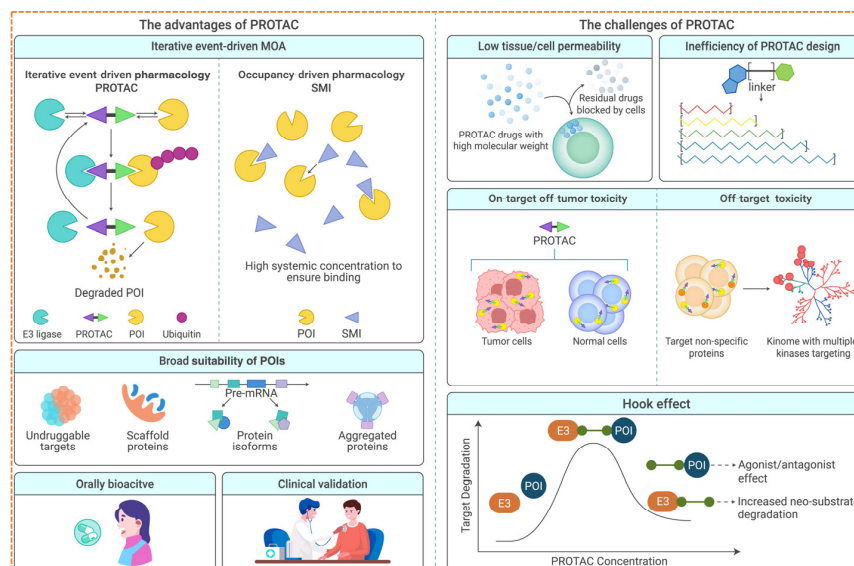 The advantages of PROTAC
Iterative event-driven MOA
Iterative event-driven pharmacology
PROTAC
Occupancy-driven pharmacology
SMI
Degraded POI
High systemic concentration to
ensure binding
E3 ligase
PROTAC
POI
Ubiquitin
POI
SMI
Broad suitability of POIs
Pre-mRNA
Undruggable
targets
Scaffold
proteins
Protein
isoforms
Aggregated
proteins
Orally bioacitve
Clinical validation
The challenges of PROTAC
Low tissue/cell permeability
Residual drugs
blocked by cells
PROTAC drugs with
high molecular weight
Inefficiency of PROTAC design
linker
On-target off-tumor toxicity
PROTAC
Tumor cells
Normal cells
Off-target toxicity
Target non-specific
proteins
Kinome with multiple
kinases targeting
Hook effect
Target Degradation
E3
POI
E3
POI
POI
Agonist/antagonist
effect
E3
Increased neo-substrat
degradation
PROTAC Concentration